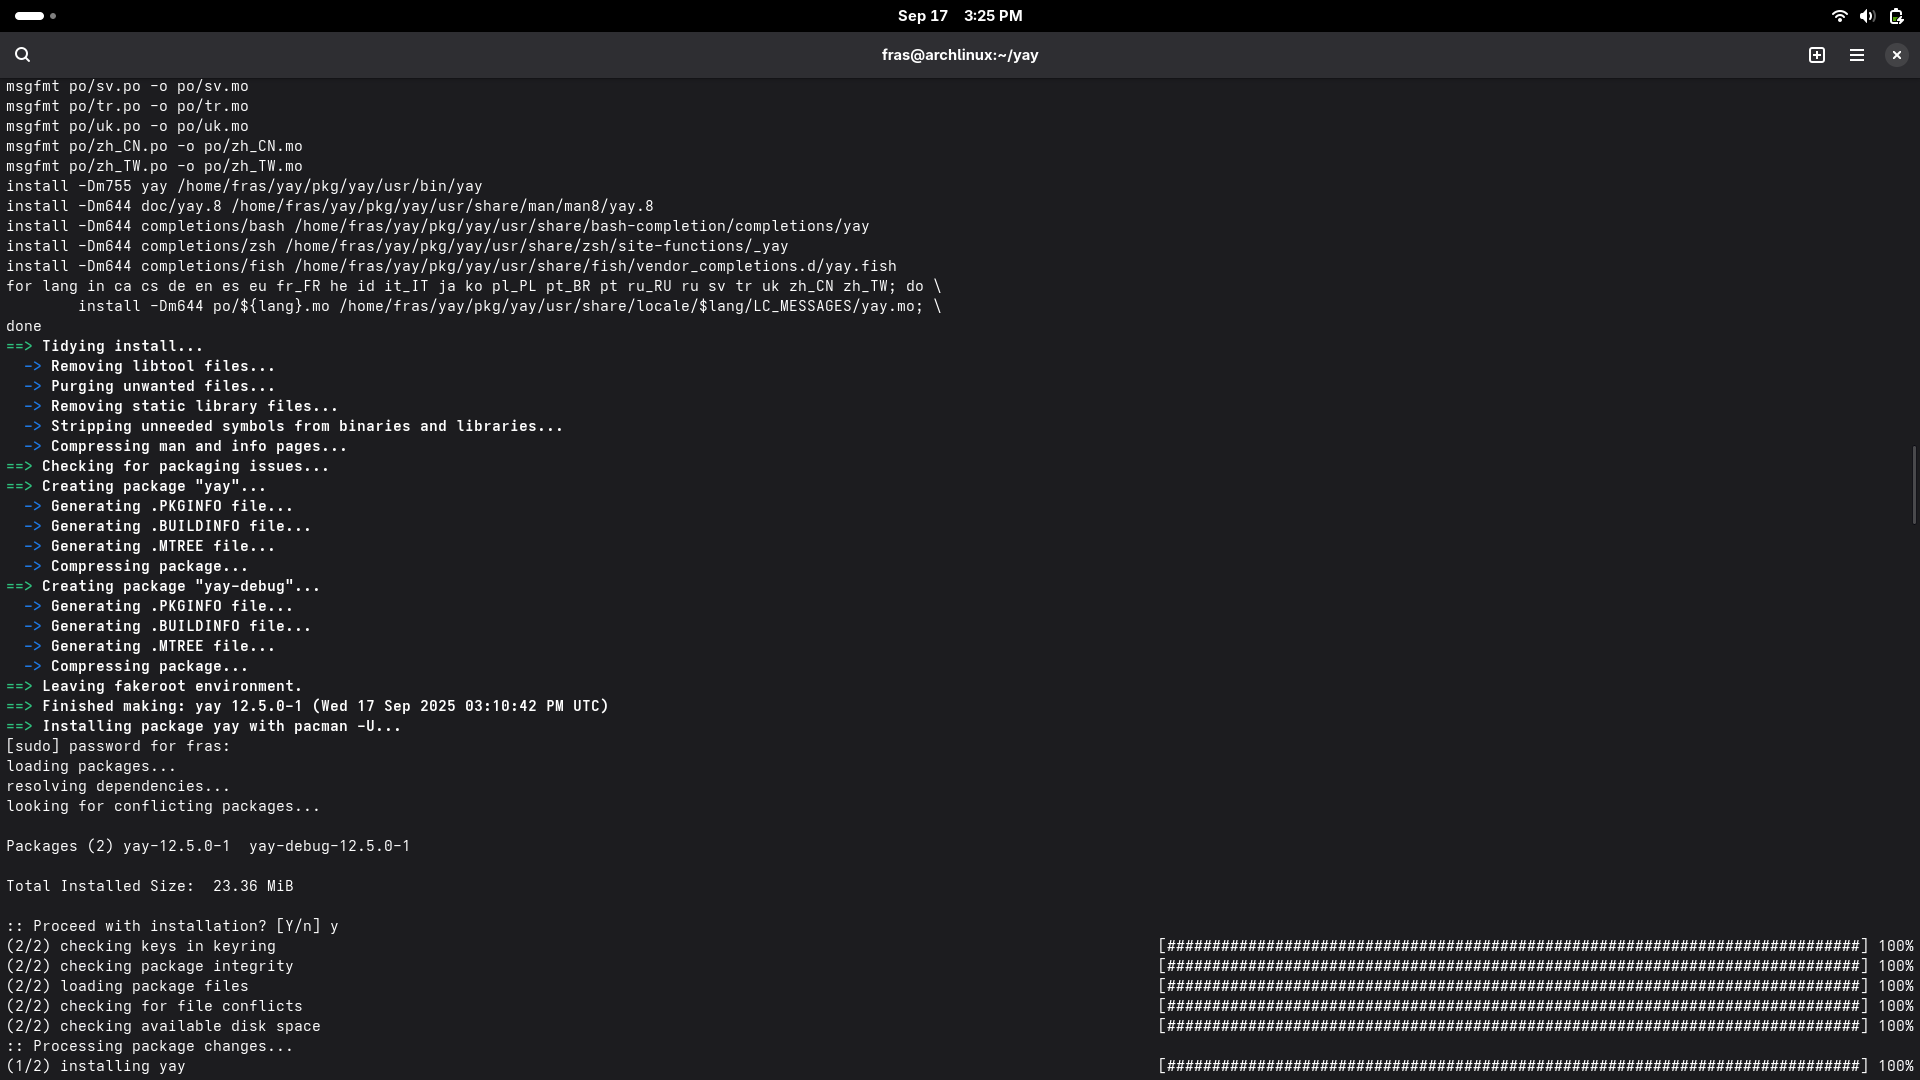 Sep 17 3:25 PM
fras@archlinux:~/yay
msgfmt po/sv.po -o po/sv.mo
msgfmt po/tr.po -o po/tr.mo
msgfmt po/uk.po -o po/uk.mo
msgfmt po/zh_CN.po -o po/zh_CN.mo
msgfmt po/zh_TW.po -o po/zh_TW.mo
install -Dm755 yay /home/fras/yay/pkg/yay/usr/bin/yay
install -Dm644 doc/yay.8 /home/fras/yay/pkg/yay/usr/share/man/man8/yay.8
install -Dm644 completions/bash /home/fras/yay/pkg/yay/usr/share/bash-completion/completions/yay
install -Dm644 completions/zsh /home/fras/yay/pkg/yay/usr/share/zsh/site-functions/_yay
install -Dm644 completions/fish /home/fras/yay/pkg/yay/usr/share/fish/vendor_completions.d/yay.fish
for lang in ca cs de en es eu fr_FR he id it_IT ja ko pl_PL pt_BR pt ru_RU ru sv tr uk zh_CN zh_TW; do \
        install -Dm644 po/${lang}.mo /home/fras/yay/pkg/yay/usr/share/locale/$lang/LC_MESSAGES/yay.mo; \
done
==> Tidying install...
  -> Removing libtool files...
  -> Purging unwanted files...
  -> Removing static library files...
  -> Stripping unneeded symbols from binaries and libraries...
  -> Compressing man and info pages...
==> Checking for packaging issues...
==> Creating package "yay"...
  -> Generating .PKGINFO file...
  -> Generating .BUILDINFO file...
  -> Generating .MTREE file...
  -> Compressing package...
==> Creating package "yay-debug"...
  -> Generating .PKGINFO file...
  -> Generating .BUILDINFO file...
  -> Generating .MTREE file...
  -> Compressing package...
==> Leaving fakeroot environment.
==> Finished making: yay 12.5.0-1 (Wed 17 Sep 2025 03:10:42 PM UTC)
==> Installing package yay with pacman -U...
[sudo] password for fras:
loading packages...
resolving dependencies...
looking for conflicting packages...
Packages (2) yay-12.5.0-1  yay-debug-12.5.0-1
Total Installed Size:  23.36 MiB
:: Proceed with installation? [Y/n] y
(2/2) checking keys in keyring [#############################################################################] 100%
(2/2) checking package integrity [#############################################################################] 100%
(2/2) loading package files [#############################################################################] 100%
(2/2) checking for file conflicts [#############################################################################] 100%
(2/2) checking available disk space [#############################################################################] 100%
:: Processing package changes...
(1/2) installing yay [#############################################################################] 100%